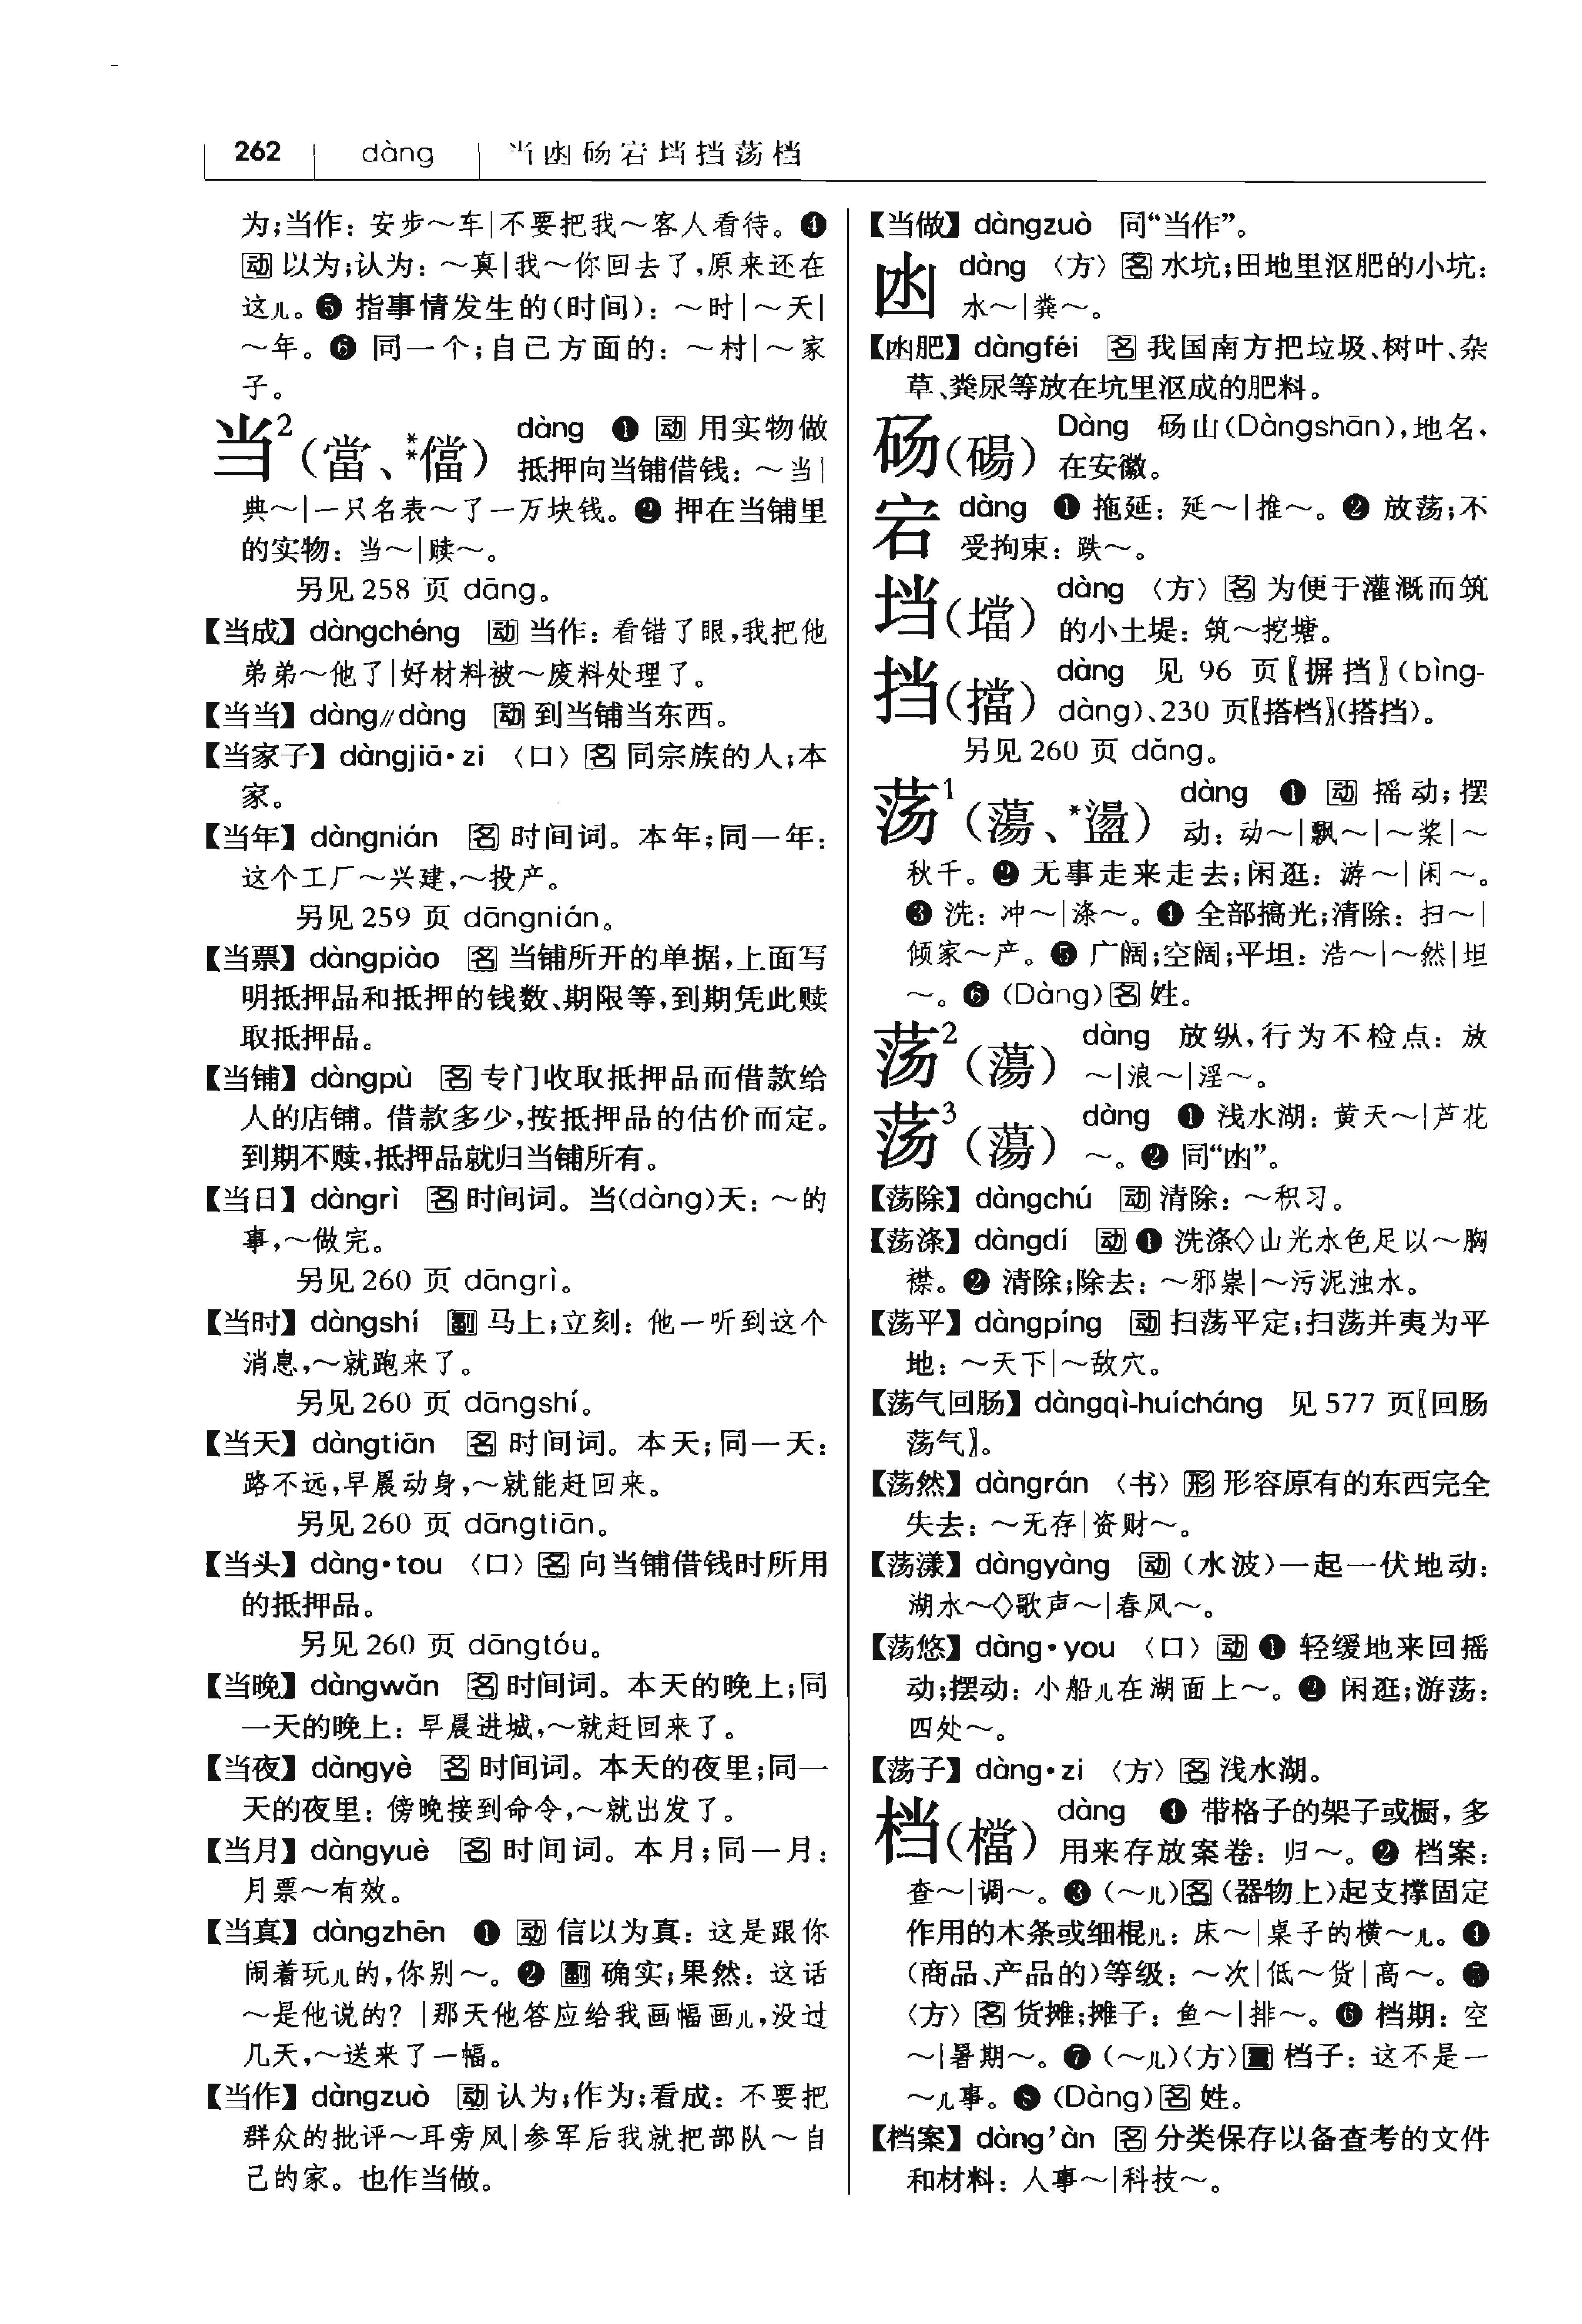 262 dàng 当凼砀宕垱挡荡档
为;当作：安步～车|不要把我～客人看待。❹
动 以为;认为：～真|我～你回去了,原来还在
这儿。❺ 指事情发生的(时间)：～时|～天|
～年。❻ 同一个;自己方面的：～村|～家
子。
当²(當、**儅) dàng ❶ 动 用实物做
抵押向当铺借钱：～当|
典～|一只名表～了一万块钱。❷ 押在当铺里
的实物：当～|赎～。
另见 258 页 dāng。
【当成】dàngchéng 动 当作：看错了眼,我把他
弟弟～他了|好材料被～废料处理了。
【当当】dàng∥dàng 动 到当铺当东西。
【当家子】dàngjiā·zi 〈口〉名 同宗族的人;本
家。
【当年】dàngnián 名 时间词。本年;同一年：
这个工厂～兴建,～投产。
另见 259 页 dāngnián。
【当票】dàngpiào 名 当铺所开的单据,上面写
明抵押品和抵押的钱数、期限等,到期凭此赎
取抵押品。
【当铺】dàngpù 名 专门收取抵押品而借款给
人的店铺。借款多少,按抵押品的估价而定。
到期不赎,抵押品就归当铺所有。
【当日】dàngrì 名 时间词。当(dàng)天：～的
事,～做完。
另见 260 页 dāngrì。
【当时】dàngshí 副 马上;立刻：他一听到这个
消息,～就跑来了。
另见 260 页 dāngshí。
【当天】dàngtiān 名 时间词。本天;同一天：
路不远,早晨动身,～就能赶回来。
另见 260 页 dāngtiān。
【当头】dàng·tou 〈口〉名 向当铺借钱时所用
的抵押品。
另见 260 页 dāngtóu。
【当晚】dàngwǎn 名 时间词。本天的晚上;同
一天的晚上：早晨进城,～就赶回来了。
【当夜】dàngyè 名 时间词。本天的夜里;同一
天的夜里：傍晚接到命令,～就出发了。
【当月】dàngyuè 名 时间词。本月;同一月：
月票～有效。
【当真】dàngzhēn ❶ 动 信以为真：这是跟你
闹着玩儿的,你别～。❷ 副 确实;果然：这话
～是他说的？|那天他答应给我画幅画儿,没过
几天,～送来了一幅。
【当作】dàngzuò 动 认为;作为;看成：不要把
群众的批评～耳旁风|参军后我就把部队～自
己的家。也作当做。
【当做】dàngzuò 同“当作”。
凼 dàng 〈方〉名 水坑;田地里沤肥的小坑：
水～|粪～。
【凼肥】dàngféi 名 我国南方把垃圾、树叶、杂
草、粪尿等放在坑里沤成的肥料。
砀(碭) Dàng 砀山(Dàngshān),地名,
在安徽。
宕 dàng ❶ 拖延：延～|推～。❷ 放荡;不
受拘束：跌～。
垱(壋) dàng 〈方〉名 为便于灌溉而筑
的小土堤：筑～挖塘。
挡(擋) dàng 见 96 页〖摒挡〗(bìng-
dàng)、230 页〖搭档〗(搭挡)。
另见 260 页 dǎng。
荡¹(蕩、*盪) dàng ❶ 动 摇动;摆
动：动～|飘～|～桨|～
秋千。❷ 无事走来走去;闲逛：游～|闲～。
❸ 洗：冲～|涤～。❹ 全部搞光;清除：扫～|
倾家～产。❺ 广阔;空阔;平坦：浩～|～然|坦
～。❻ (Dàng)名 姓。
荡²(蕩) dàng 放纵,行为不检点：放
～|浪～|淫～。
荡³(蕩) dàng ❶ 浅水湖：黄天～|芦花
～。❷ 同“凼”。
【荡除】dàngchú 动 清除：～积习。
【荡涤】dàngdí 动 ❶ 洗涤◇山光水色足以～胸
襟。❷ 清除;除去：～邪祟|～污泥浊水。
【荡平】dàngpíng 动 扫荡平定;扫荡并夷为平
地：～天下|～敌穴。
【荡气回肠】dàngqì-huícháng 见 577 页〖回肠
荡气〗。
【荡然】dàngrán 〈书〉形 形容原有的东西完全
失去：～无存|资财～。
【荡漾】dàngyàng 动 (水波)一起一伏地动：
湖水～◇歌声～|春风～。
【荡悠】dàng·you 〈口〉动 ❶ 轻缓地来回摇
动;摆动：小船儿在湖面上～。❷ 闲逛;游荡：
四处～。
【荡子】dàng·zi 〈方〉名 浅水湖。
档(檔) dàng ❶ 带格子的架子或橱,多
用来存放案卷：归～。❷ 档案：
查～|调～。❸ (～儿)名 (器物上)起支撑固定
作用的木条或细棍儿：床～|桌子的横～儿。❹
(商品、产品的)等级：～次|低～货|高～。❺
〈方〉名 货摊;摊子：鱼～|排～。❻ 档期：空
～|暑期～。❼ (～儿)〈方〉量 档子：这不是一
～儿事。❽ (Dàng)名 姓。
【档案】dàng’àn 名 分类保存以备查考的文件
和材料：人事～|科技～。